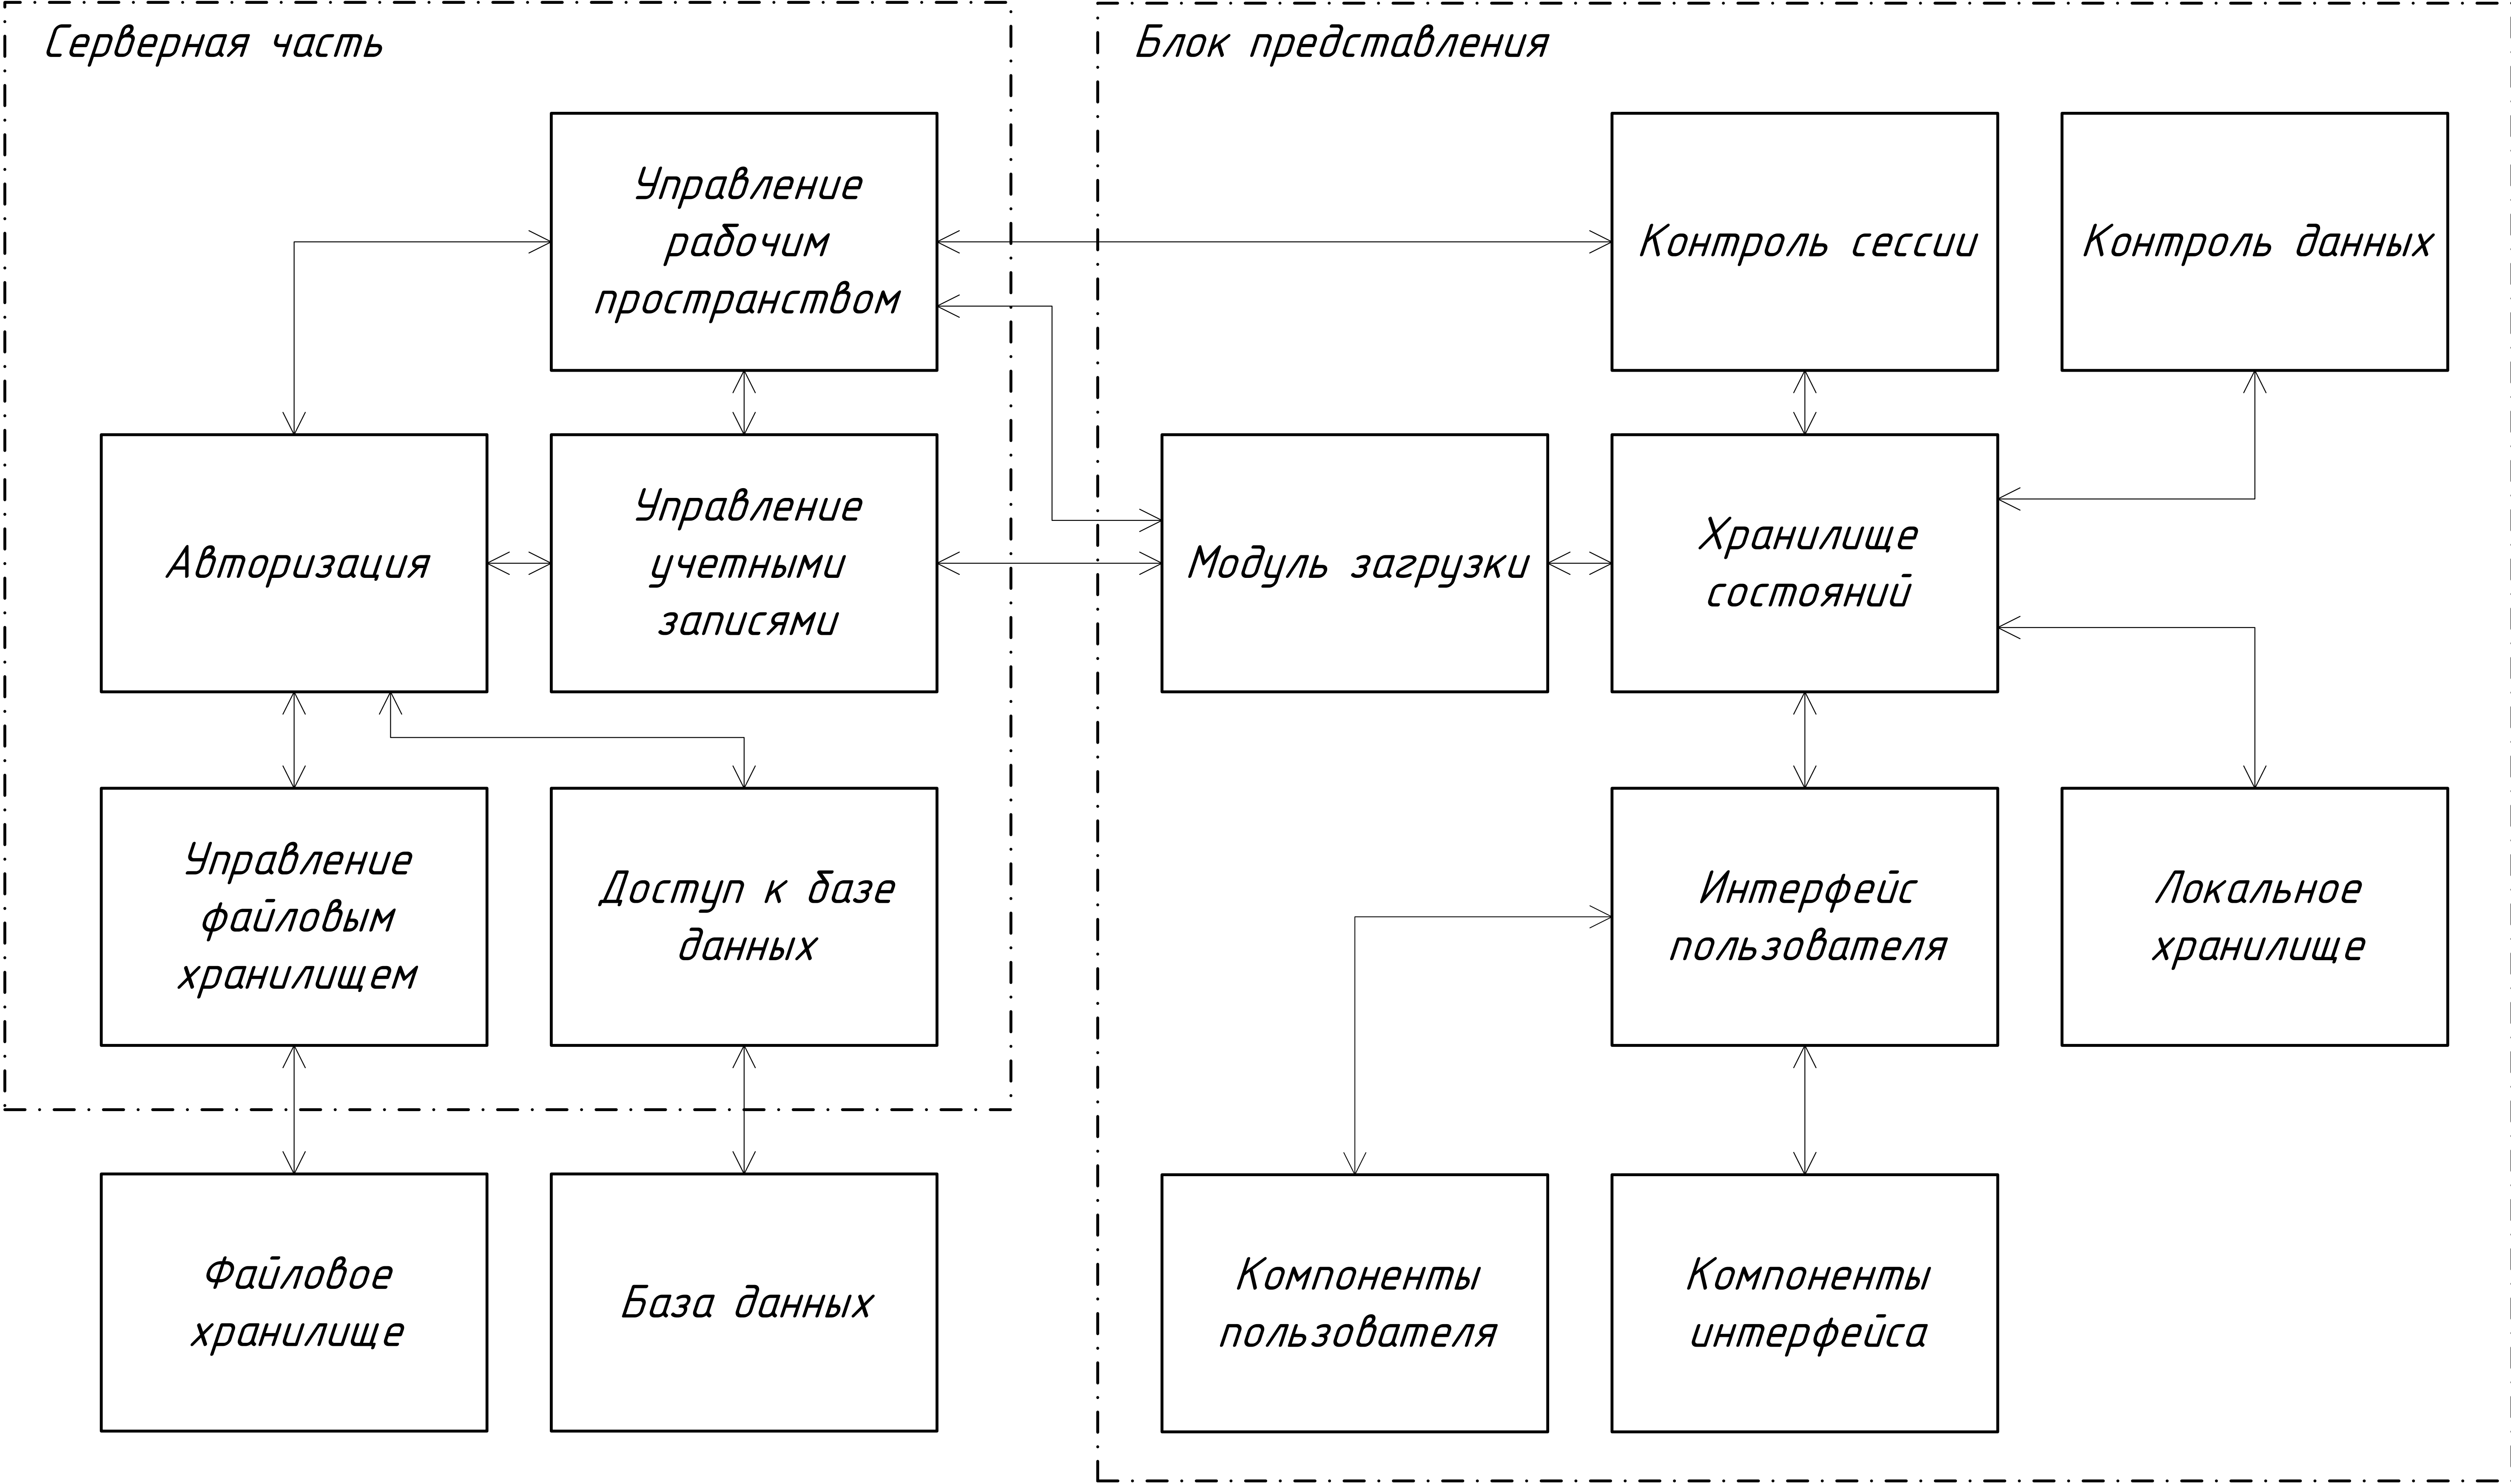 Серверная часть
Блок представления
Управление
рабочим
пространством
Контроль сессии
Контроль данных
Авторизация
Управление
учетными
записями
Модуль загрузки
Хранилище
состояний
Управление
файловым
хранилищем
Доступ к базе
данных
Интерфейс
пользователя
Локальное
хранилище
Файловое
хранилище
База данных
Компоненты
пользователя
Компоненты
интерфейса